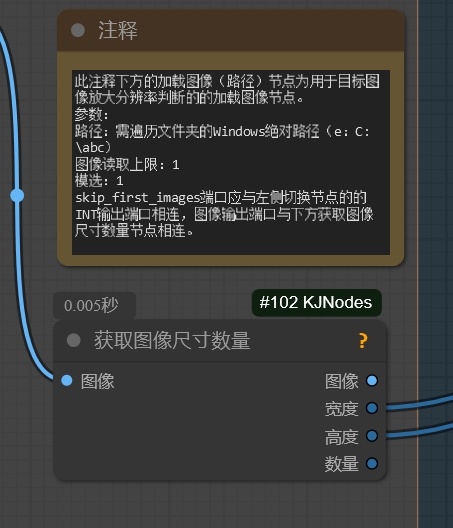 注释
此注释下方的加载图像（路径）节点为用于目标图
像放大分辨率判断的的加载图像节点。
参数：
路径：需遍历文件夹的Windows绝对路径（e：C：
\abc）
图像读取上限：1
模选：1
skip_first_images端口应与左侧切换节点的的
INT输出端口相连，图像输出端口与下方获取图像
尺寸数量节点相连。
0.005秒
#102 KJNodes
获取图像尺寸数量
?
图像
图像
宽度
高度
数量